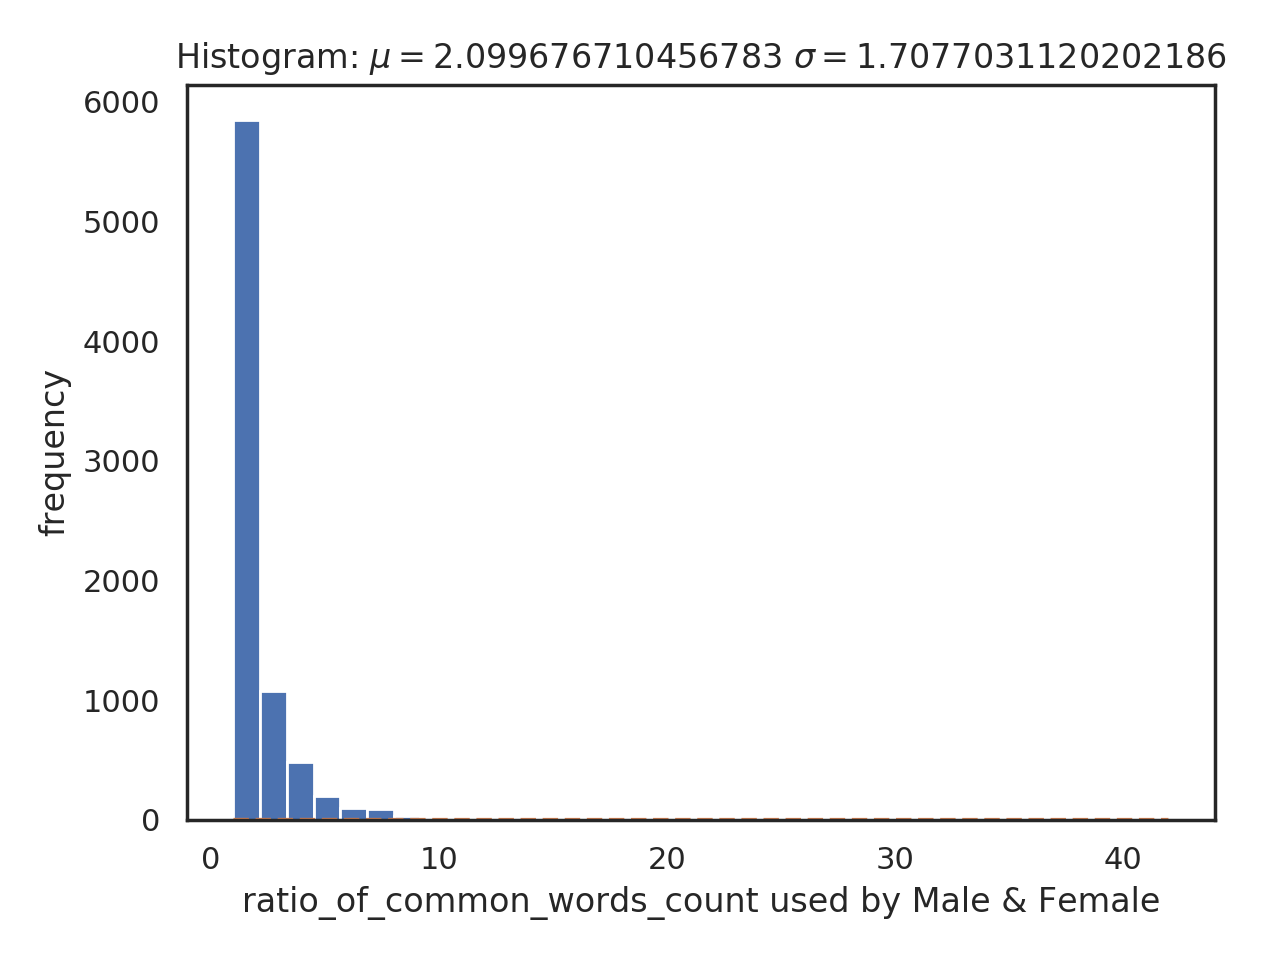 Histogram: μ = 2.099676710456783 σ = 1.7077031120202186
6000
5000
4000
3000
2000
1000
0
frequency
0 10 20 30 40
ratio_of_common_words_count used by Male & Female